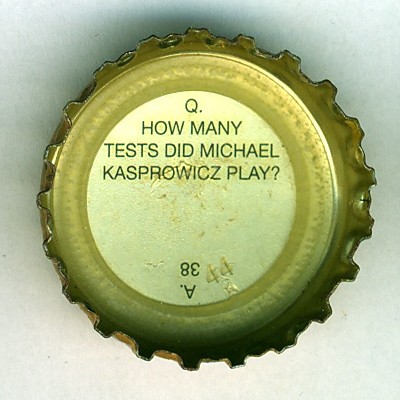 Q.
HOW MANY
TESTS DID MICHAEL
KASPROWICZ PLAY?
A.
38
44